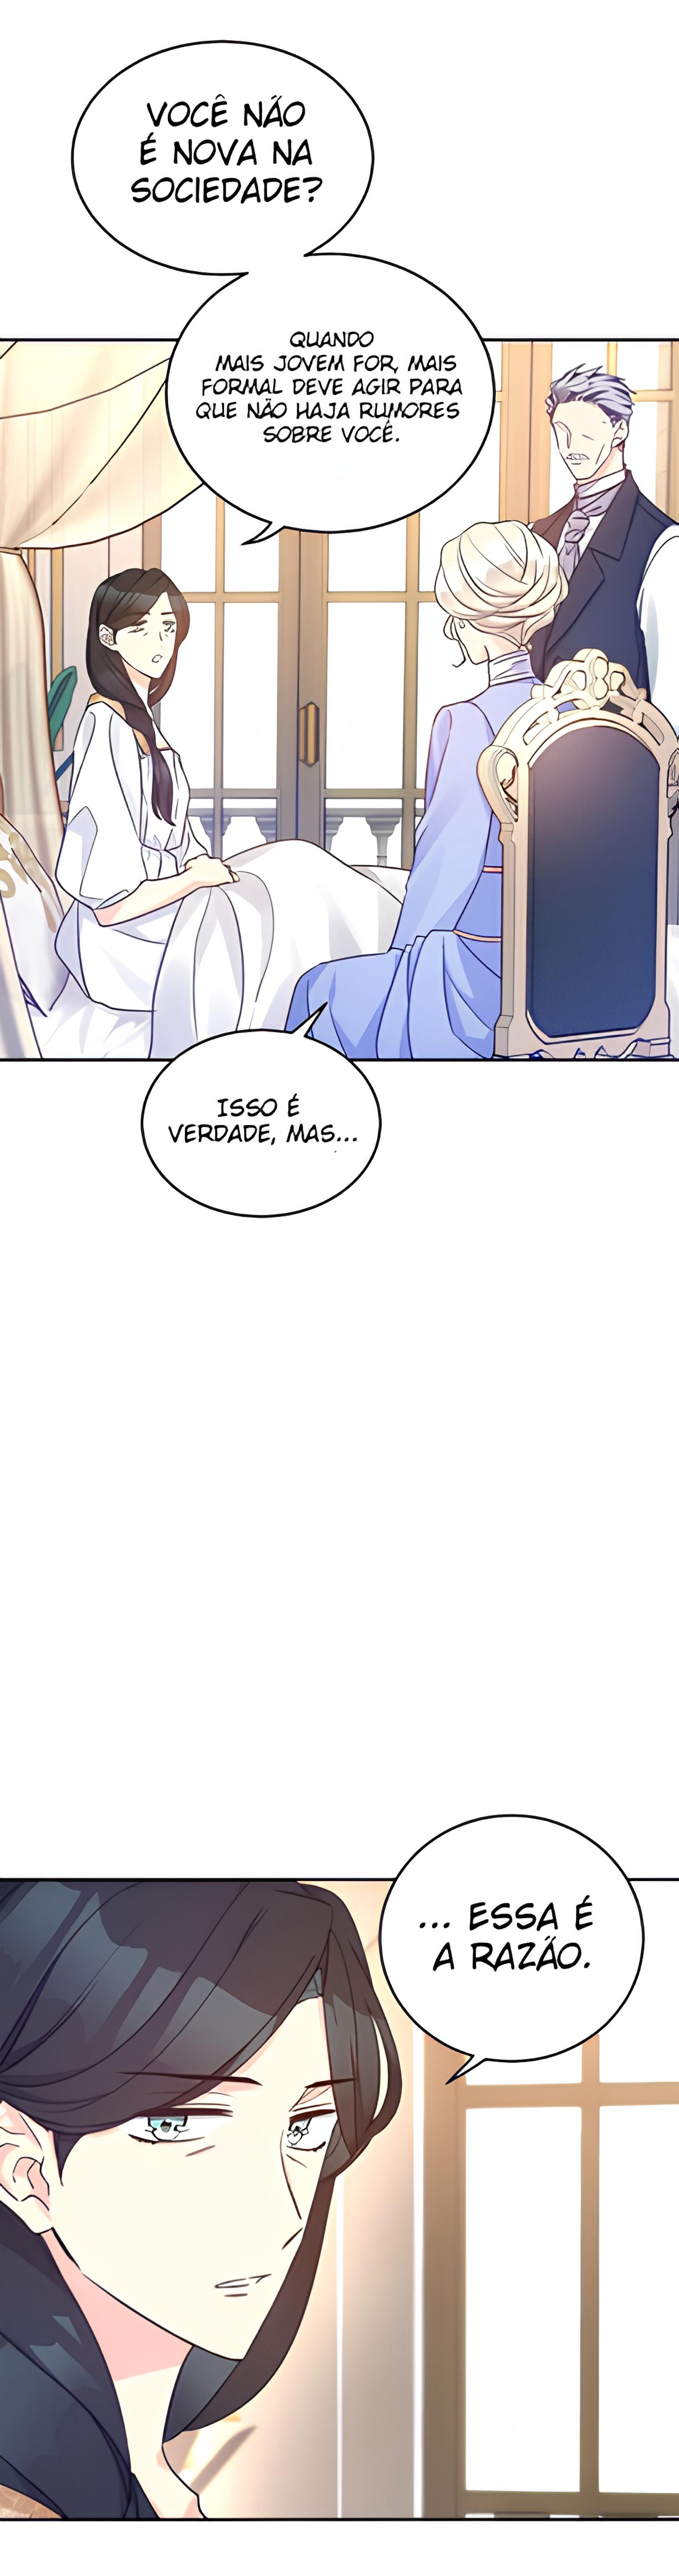 VOCÊ NÃO
É NOVA NA
SOCIEDADE?
QUANDO
MAIS JOVEM FOR, MAIS
FORMAL DEVE AGIR PARA
QUE NÃO HAJA RUMORES
SOBRE VOCÊ.
ISSO É
VERDADE, MAS...
... ESSA É
A RAZÃO.